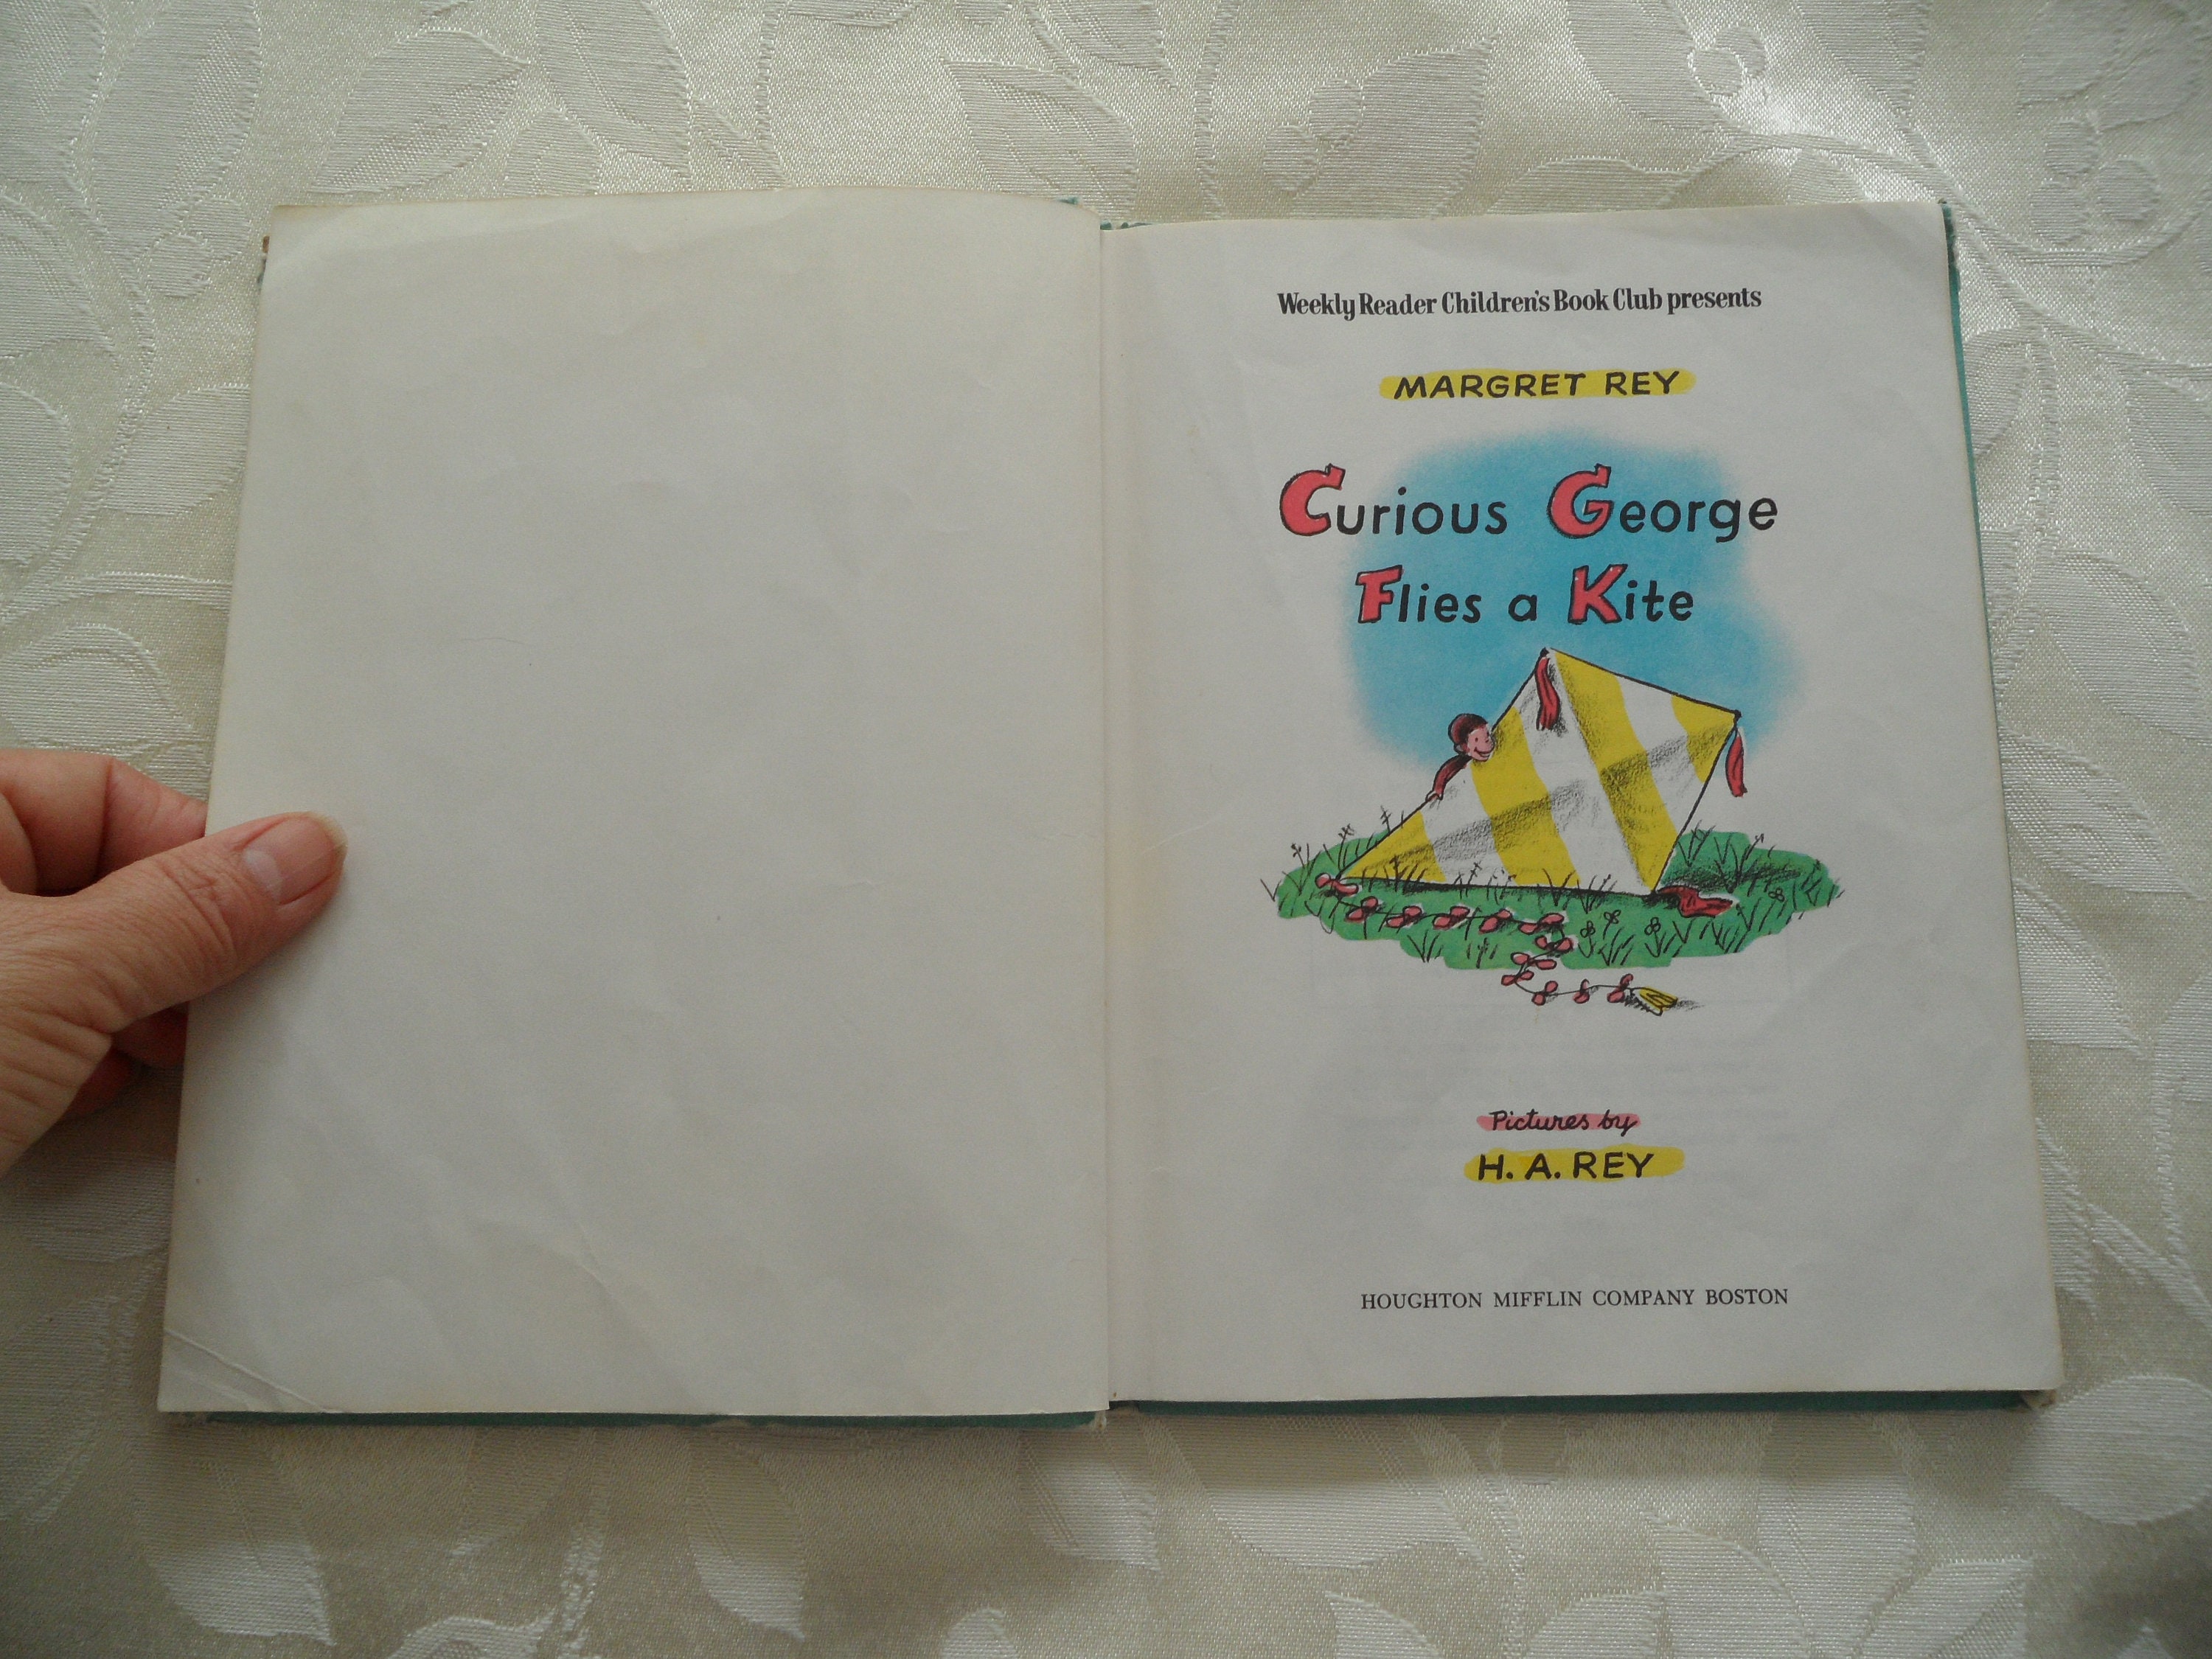 Weekly Reader Children's Book Club presents
MARGRET REY
Curious George
Flies a Kite
Pictures by
H. A. REY
HOUGHTON MIFFLIN COMPANY BOSTON